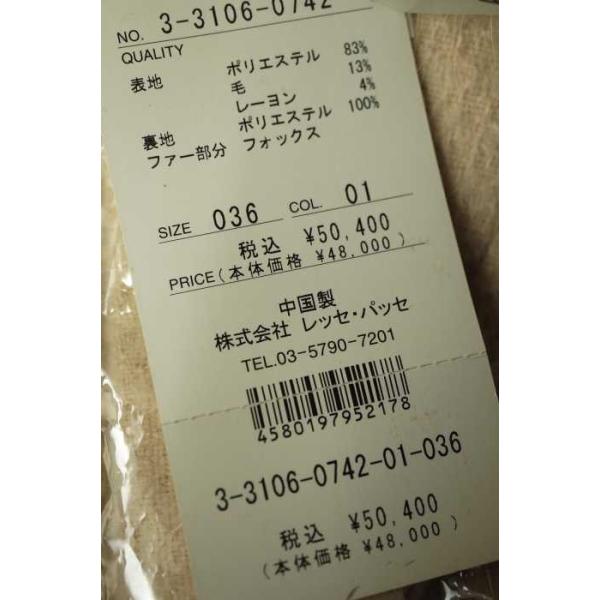 NO. 3-3106-0742
QUALITY
表地 ポリエステル 83%
毛 13%
レーヨン 4%
裏地 ポリエステル 100%
ファー部分 フォックス
SIZE 036 COL. 01
税込 ¥50,400
PRICE(本体価格 ¥48,000)
中国製
株式会社 レッセ・パッセ
TEL.03-5790-7201
4580197952178
3-3106-0742-01-036
税込 ¥50,400
(本体価格 ¥48,000)